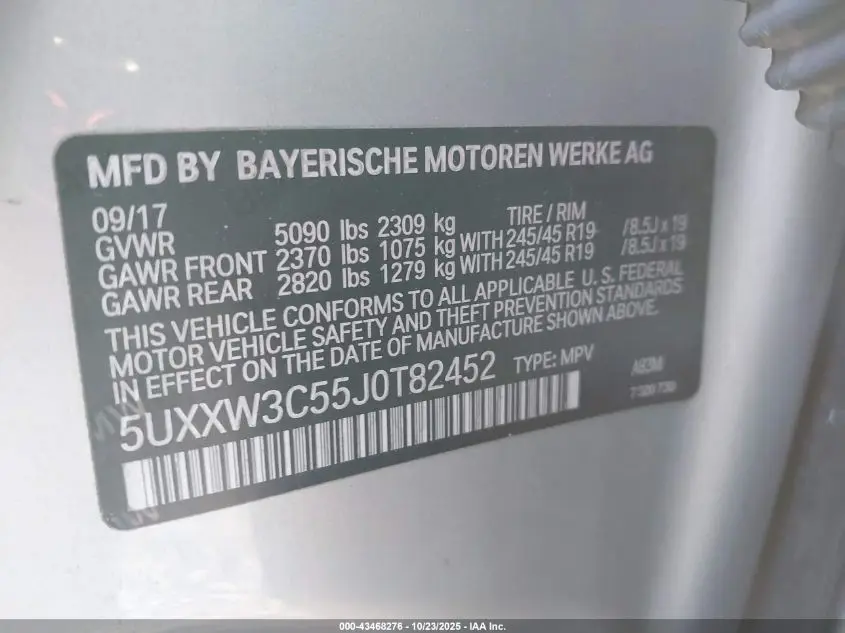 MFD BY BAYERISCHE MOTOREN WERKE AG
09/17 TIRE / RIM
GVWR 5090 lbs 2309 kg
GAWR FRONT 2370 lbs 1075 kg WITH 245/45 R19 /8.5J x 19
GAWR REAR 2820 lbs 1279 kg WITH 245/45 R19 /8.5J x 19
THIS VEHICLE CONFORMS TO ALL APPLICABLE U.S. FEDERAL
MOTOR VEHICLE SAFETY AND THEFT PREVENTION STANDARDS
IN EFFECT ON THE DATE OF MANUFACTURE SHOWN ABOVE.
5UXXW3C55J0T82452 TYPE: MPV A83M
000-43468276 - 10/23/2025 - IAA Inc.